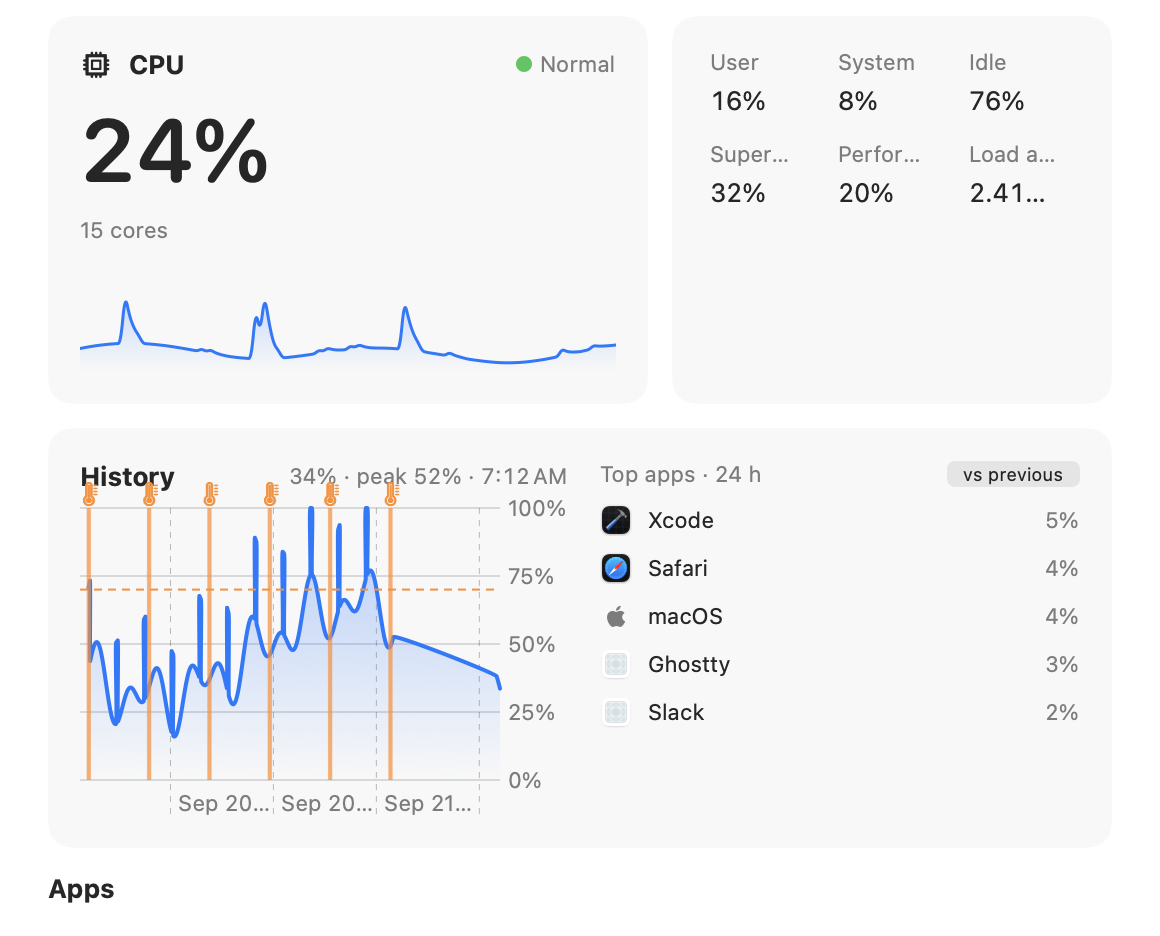 CPU
Normal
24%
15 cores
User System Idle
16% 8% 76%
Super... Perfor... Load a...
32% 20% 2.41...
History
34% · peak 52% · 7:12 AM
100%
75%
50%
25%
0%
Sep 20... Sep 20... Sep 21...
Top apps · 24 h
vs previous
Xcode 5%
Safari 4%
macOS 4%
Ghostty 3%
Slack 2%
Apps